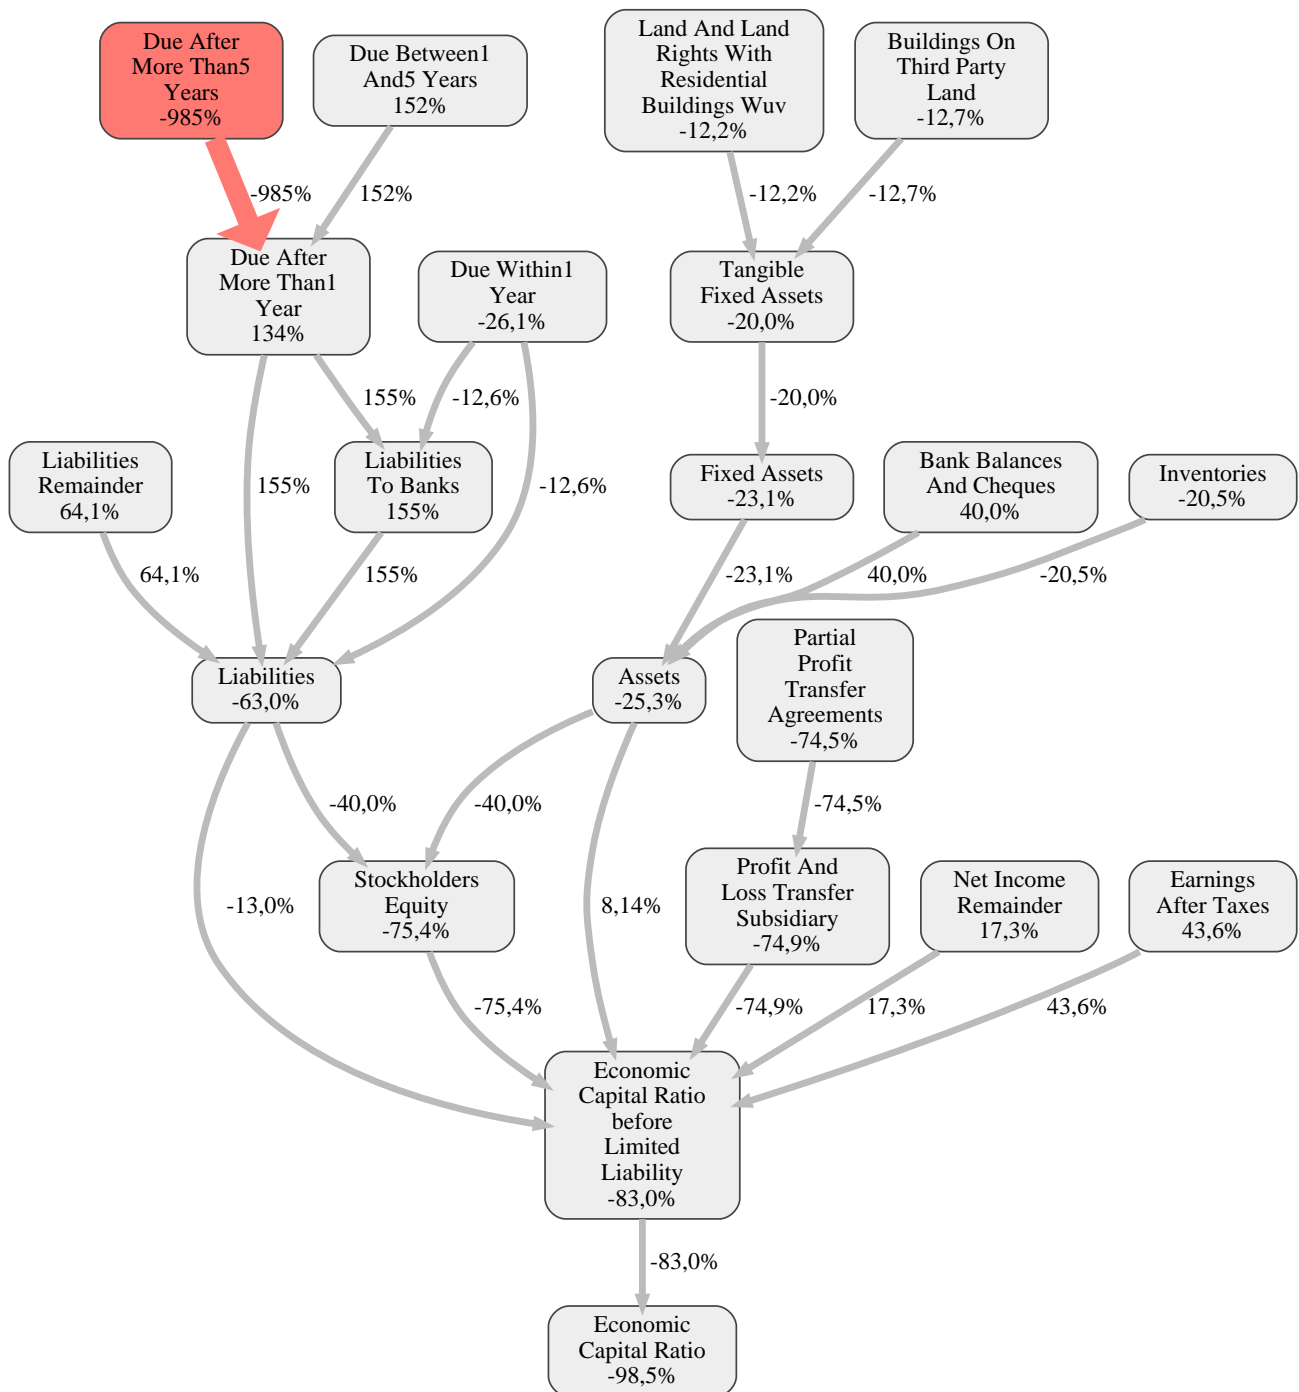 Due After
More Than5
Years
-985%
Due Between1
And5 Years
152%
Land And Land
Rights With
Residential
Buildings Wuv
-12,2%
Buildings On
Third Party
Land
-12,7%
-985%
152%
-12,2%
-12,7%
Due After
More Than1
Year
134%
Due Within1
Year
-26,1%
Tangible
Fixed Assets
-20,0%
155%
-12,6%
-20,0%
Liabilities
Remainder
64,1%
155%
Liabilities
To Banks
155%
-12,6%
Fixed Assets
-23,1%
Bank Balances
And Cheques
40,0%
Inventories
-20,5%
64,1%
155%
-23,1%
40,0%
-20,5%
Liabilities
-63,0%
Assets
-25,3%
Partial
Profit
Transfer
Agreements
-74,5%
-40,0%
-40,0%
-74,5%
-13,0%
Stockholders
Equity
-75,4%
8,14%
Profit And
Loss Transfer
Subsidiary
-74,9%
Net Income
Remainder
17,3%
Earnings
After Taxes
43,6%
-75,4%
-74,9%
17,3%
43,6%
Economic
Capital Ratio
before
Limited
Liability
-83,0%
-83,0%
Economic
Capital Ratio
-98,5%